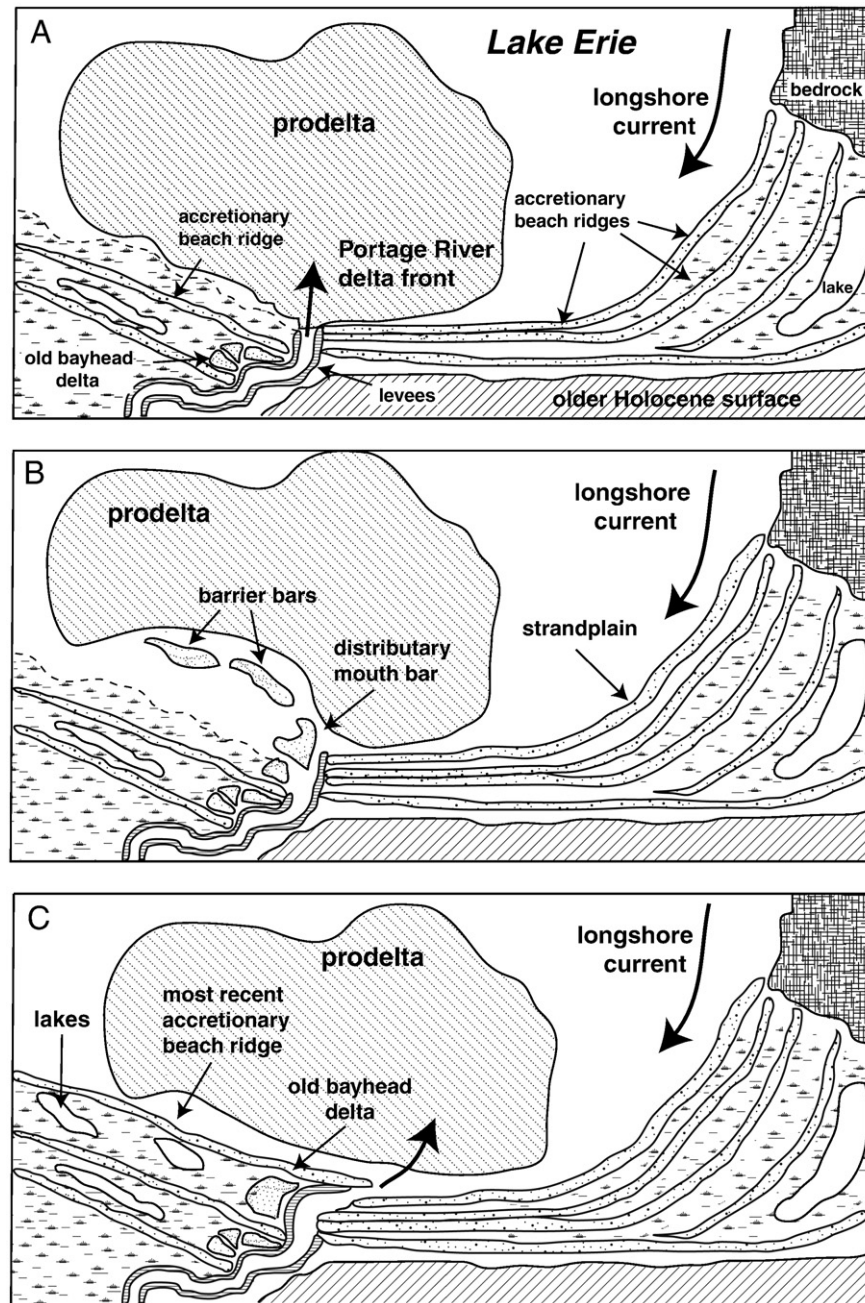 A
Lake Erie
bedrock
prodelta
longshore
current
accretionary
beach ridge
accretionary
beach ridges
Portage River
delta front
lake
old bayhead
delta
levees
older Holocene surface
B
longshore
current
prodelta
barrier bars
strandplain
distributary
mouth bar
C
longshore
current
prodelta
most recent
accretionary
beach ridge
lakes
old bayhead
delta